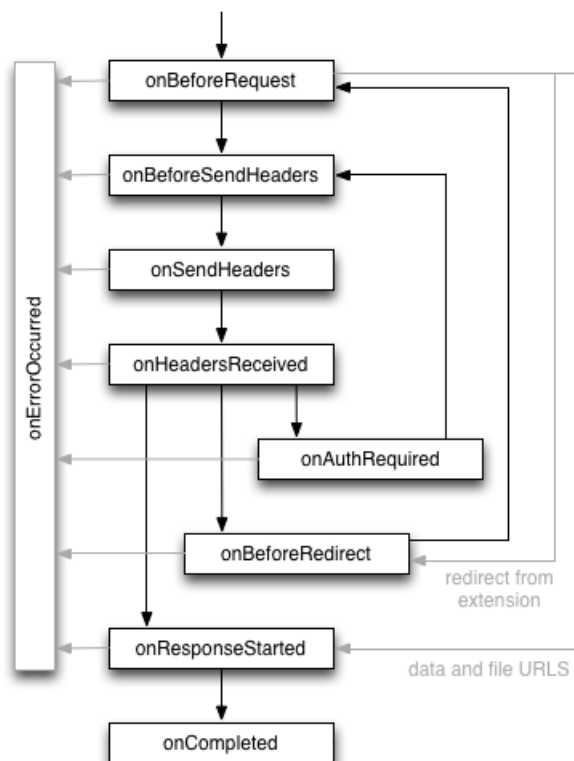 onBeforeRequest
onBeforeSendHeaders
onSendHeaders
onHeadersReceived
onErrorOccurred
onAuthRequired
onBeforeRedirect
redirect from
extension
onResponseStarted
data and file URLS
onCompleted